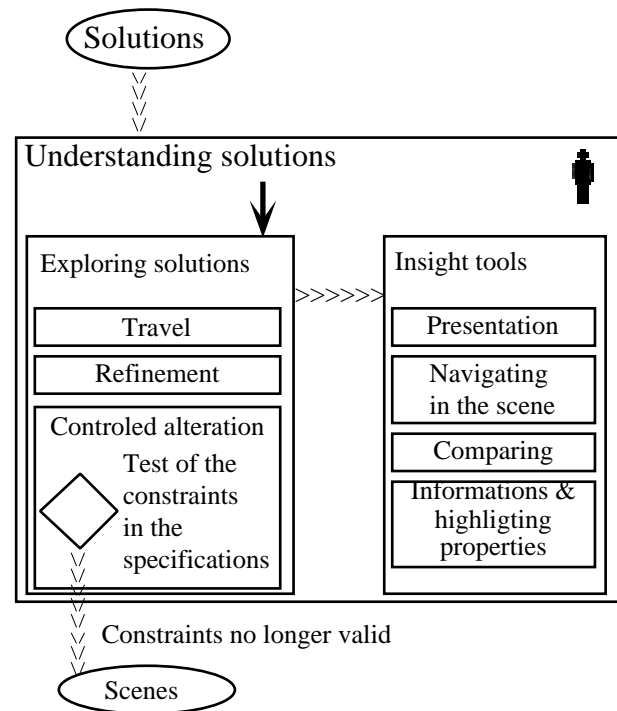 Solutions
Understanding solutions
Exploring solutions
Travel
Refinement
Controled alteration
Test of the
constraints
in the
specifications
Insight tools
Presentation
Navigating
in the scene
Comparing
Informations &
highligting
properties
Constraints no longer valid
Scenes